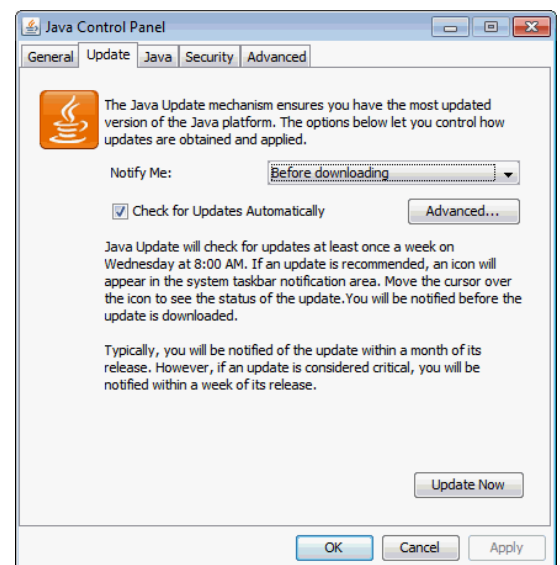 Java Control Panel
General Update Java Security Advanced
The Java Update mechanism ensures you have the most updated
version of the Java platform. The options below let you control how
updates are obtained and applied.
Notify Me: Before downloading
Check for Updates Automatically Advanced...
Java Update will check for updates at least once a week on
Wednesday at 8:00 AM. If an update is recommended, an icon will
appear in the system taskbar notification area. Move the cursor over
the icon to see the status of the update.You will be notified before the
update is downloaded.
Typically, you will be notified of the update within a month of its
release. However, if an update is considered critical, you will be
notified within a week of its release.
Update Now
OK Cancel Apply